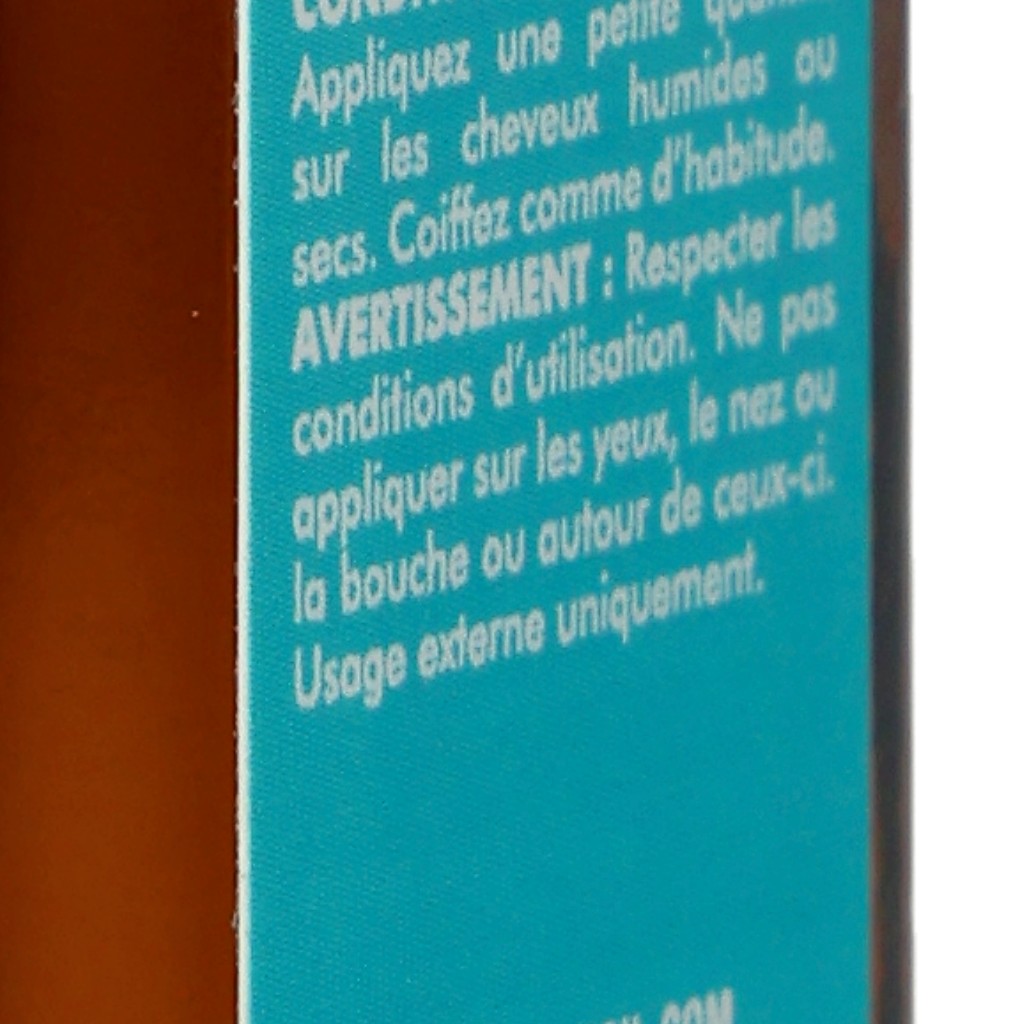 Appliquez une petite
sur les cheveux humides ou
secs. Coiffez comme d'habitude.
AVERTISSEMENT : Respecter les
conditions d'utilisation. Ne pas
appliquer sur les yeux, le nez ou
la bouche ou autour de ceux-ci.
Usage externe uniquement.